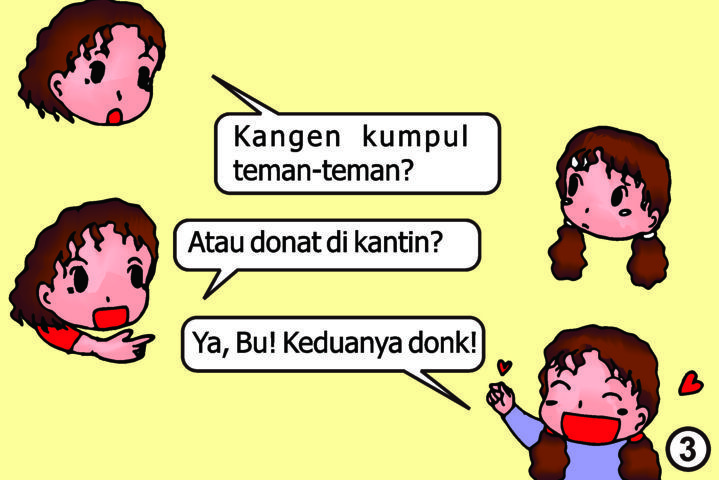 Kangen kumpul
teman-teman?
Atau donat di kantin?
Ya, Bu! Keduanya donk!
3